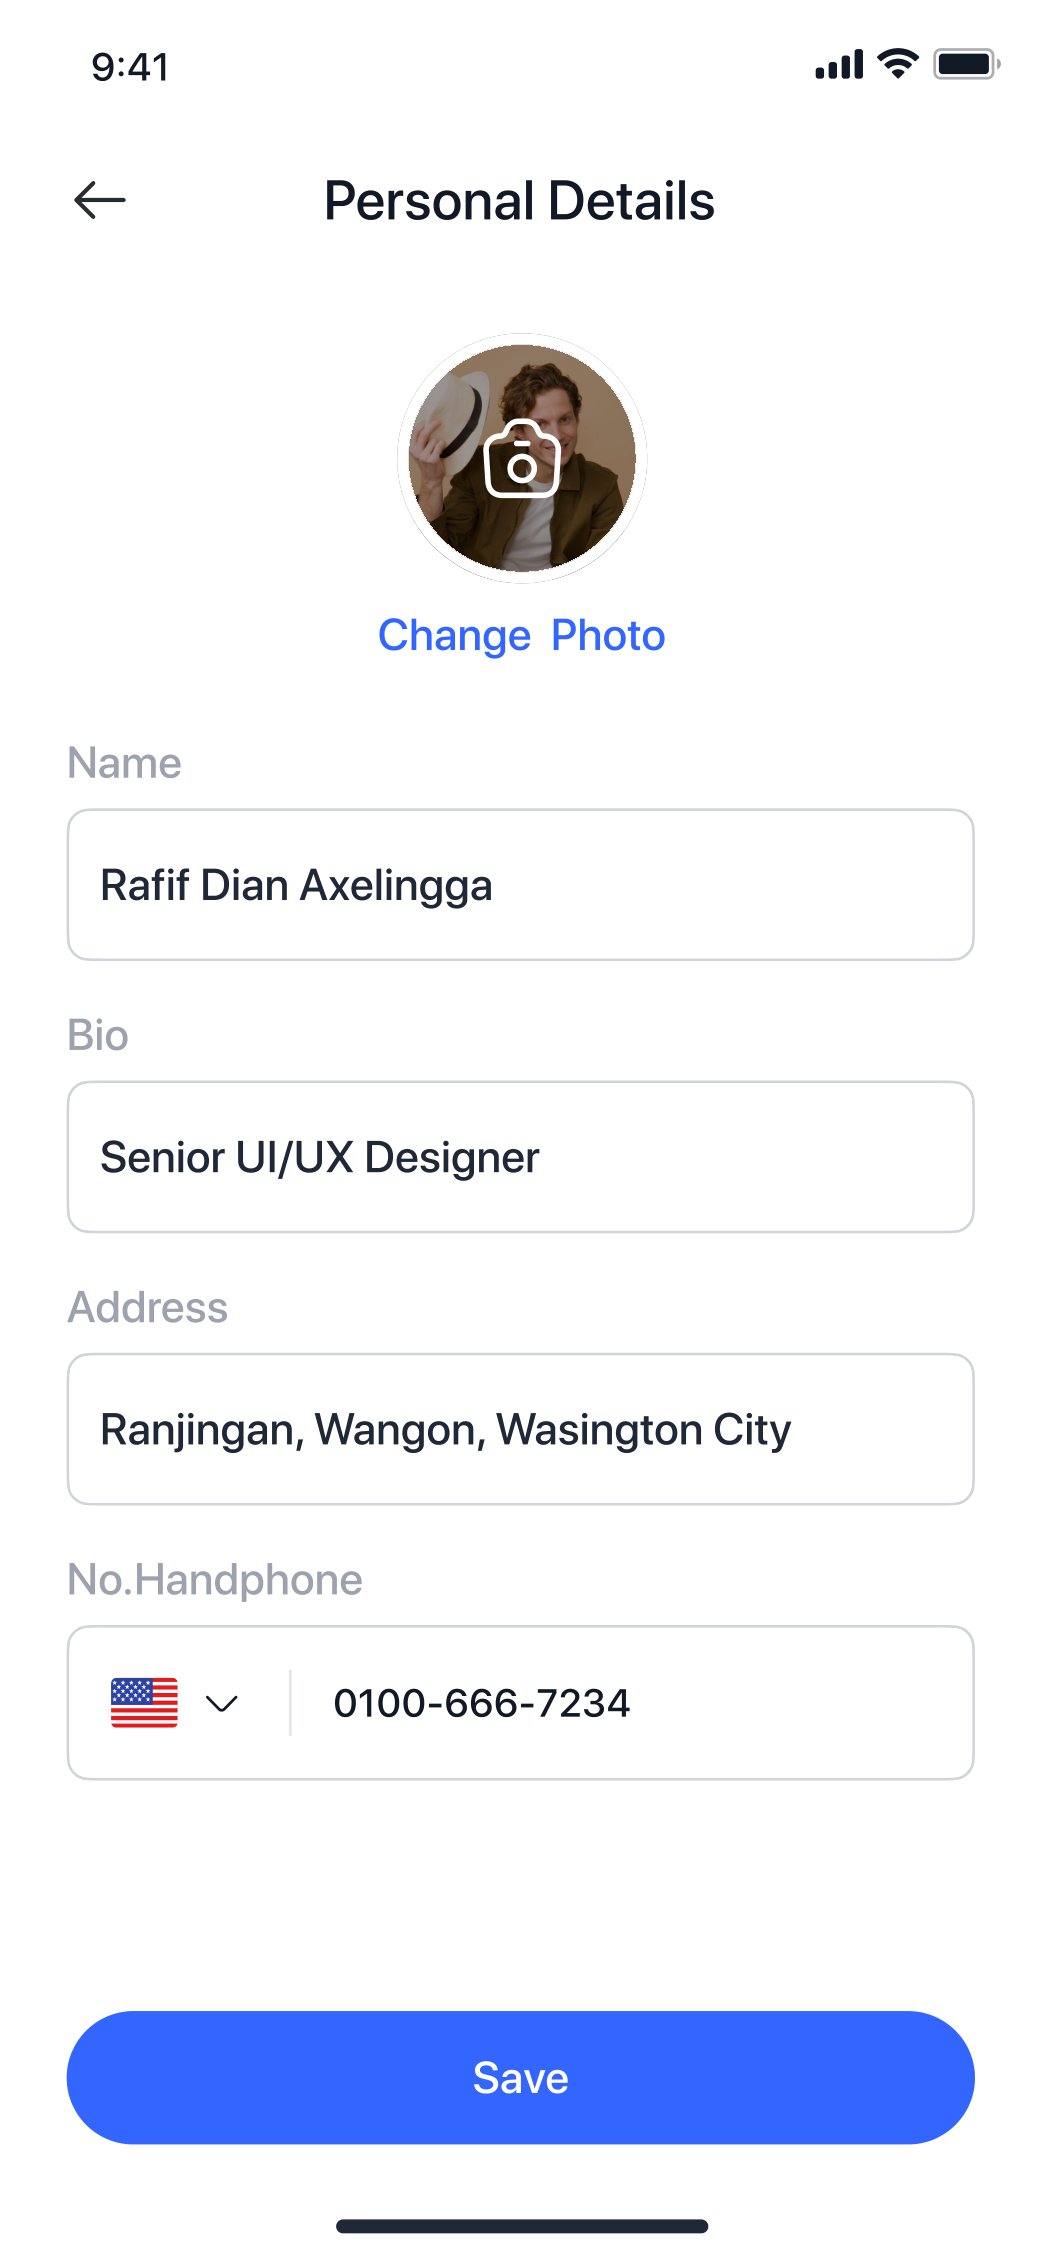 9:41
Personal Details
Change Photo
Name
Rafif Dian Axelingga
Bio
Senior UI/UX Designer
Address
Ranjingan, Wangon, Wasington City
No.Handphone
0100-666-7234
Save